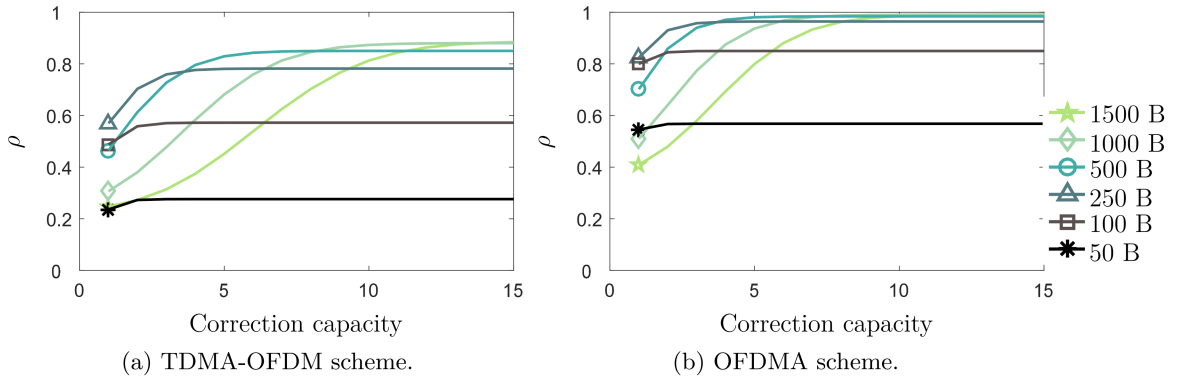 1
0.8
0.6
0.4
0.2
0
ρ
0 5 10 15
Correction capacity
(a) TDMA-OFDM scheme.
1
0.8
0.6
0.4
0.2
0
ρ
0 5 10 15
Correction capacity
(b) OFDMA scheme.
1500 B
1000 B
500 B
250 B
100 B
50 B